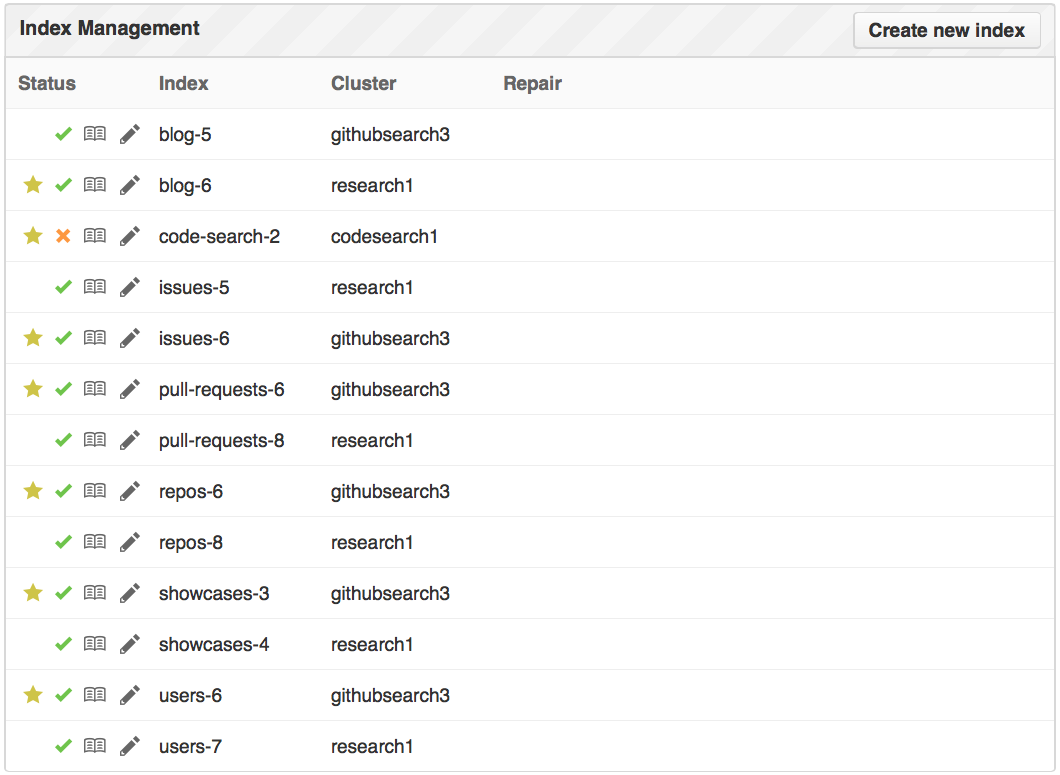 Index Management Create new index
Status Index Cluster Repair
blog-5 githubsearch3
blog-6 research1
code-search-2 codesearch1
issues-5 research1
issues-6 githubsearch3
pull-requests-6 githubsearch3
pull-requests-8 research1
repos-6 githubsearch3
repos-8 research1
showcases-3 githubsearch3
showcases-4 research1
users-6 githubsearch3
users-7 research1